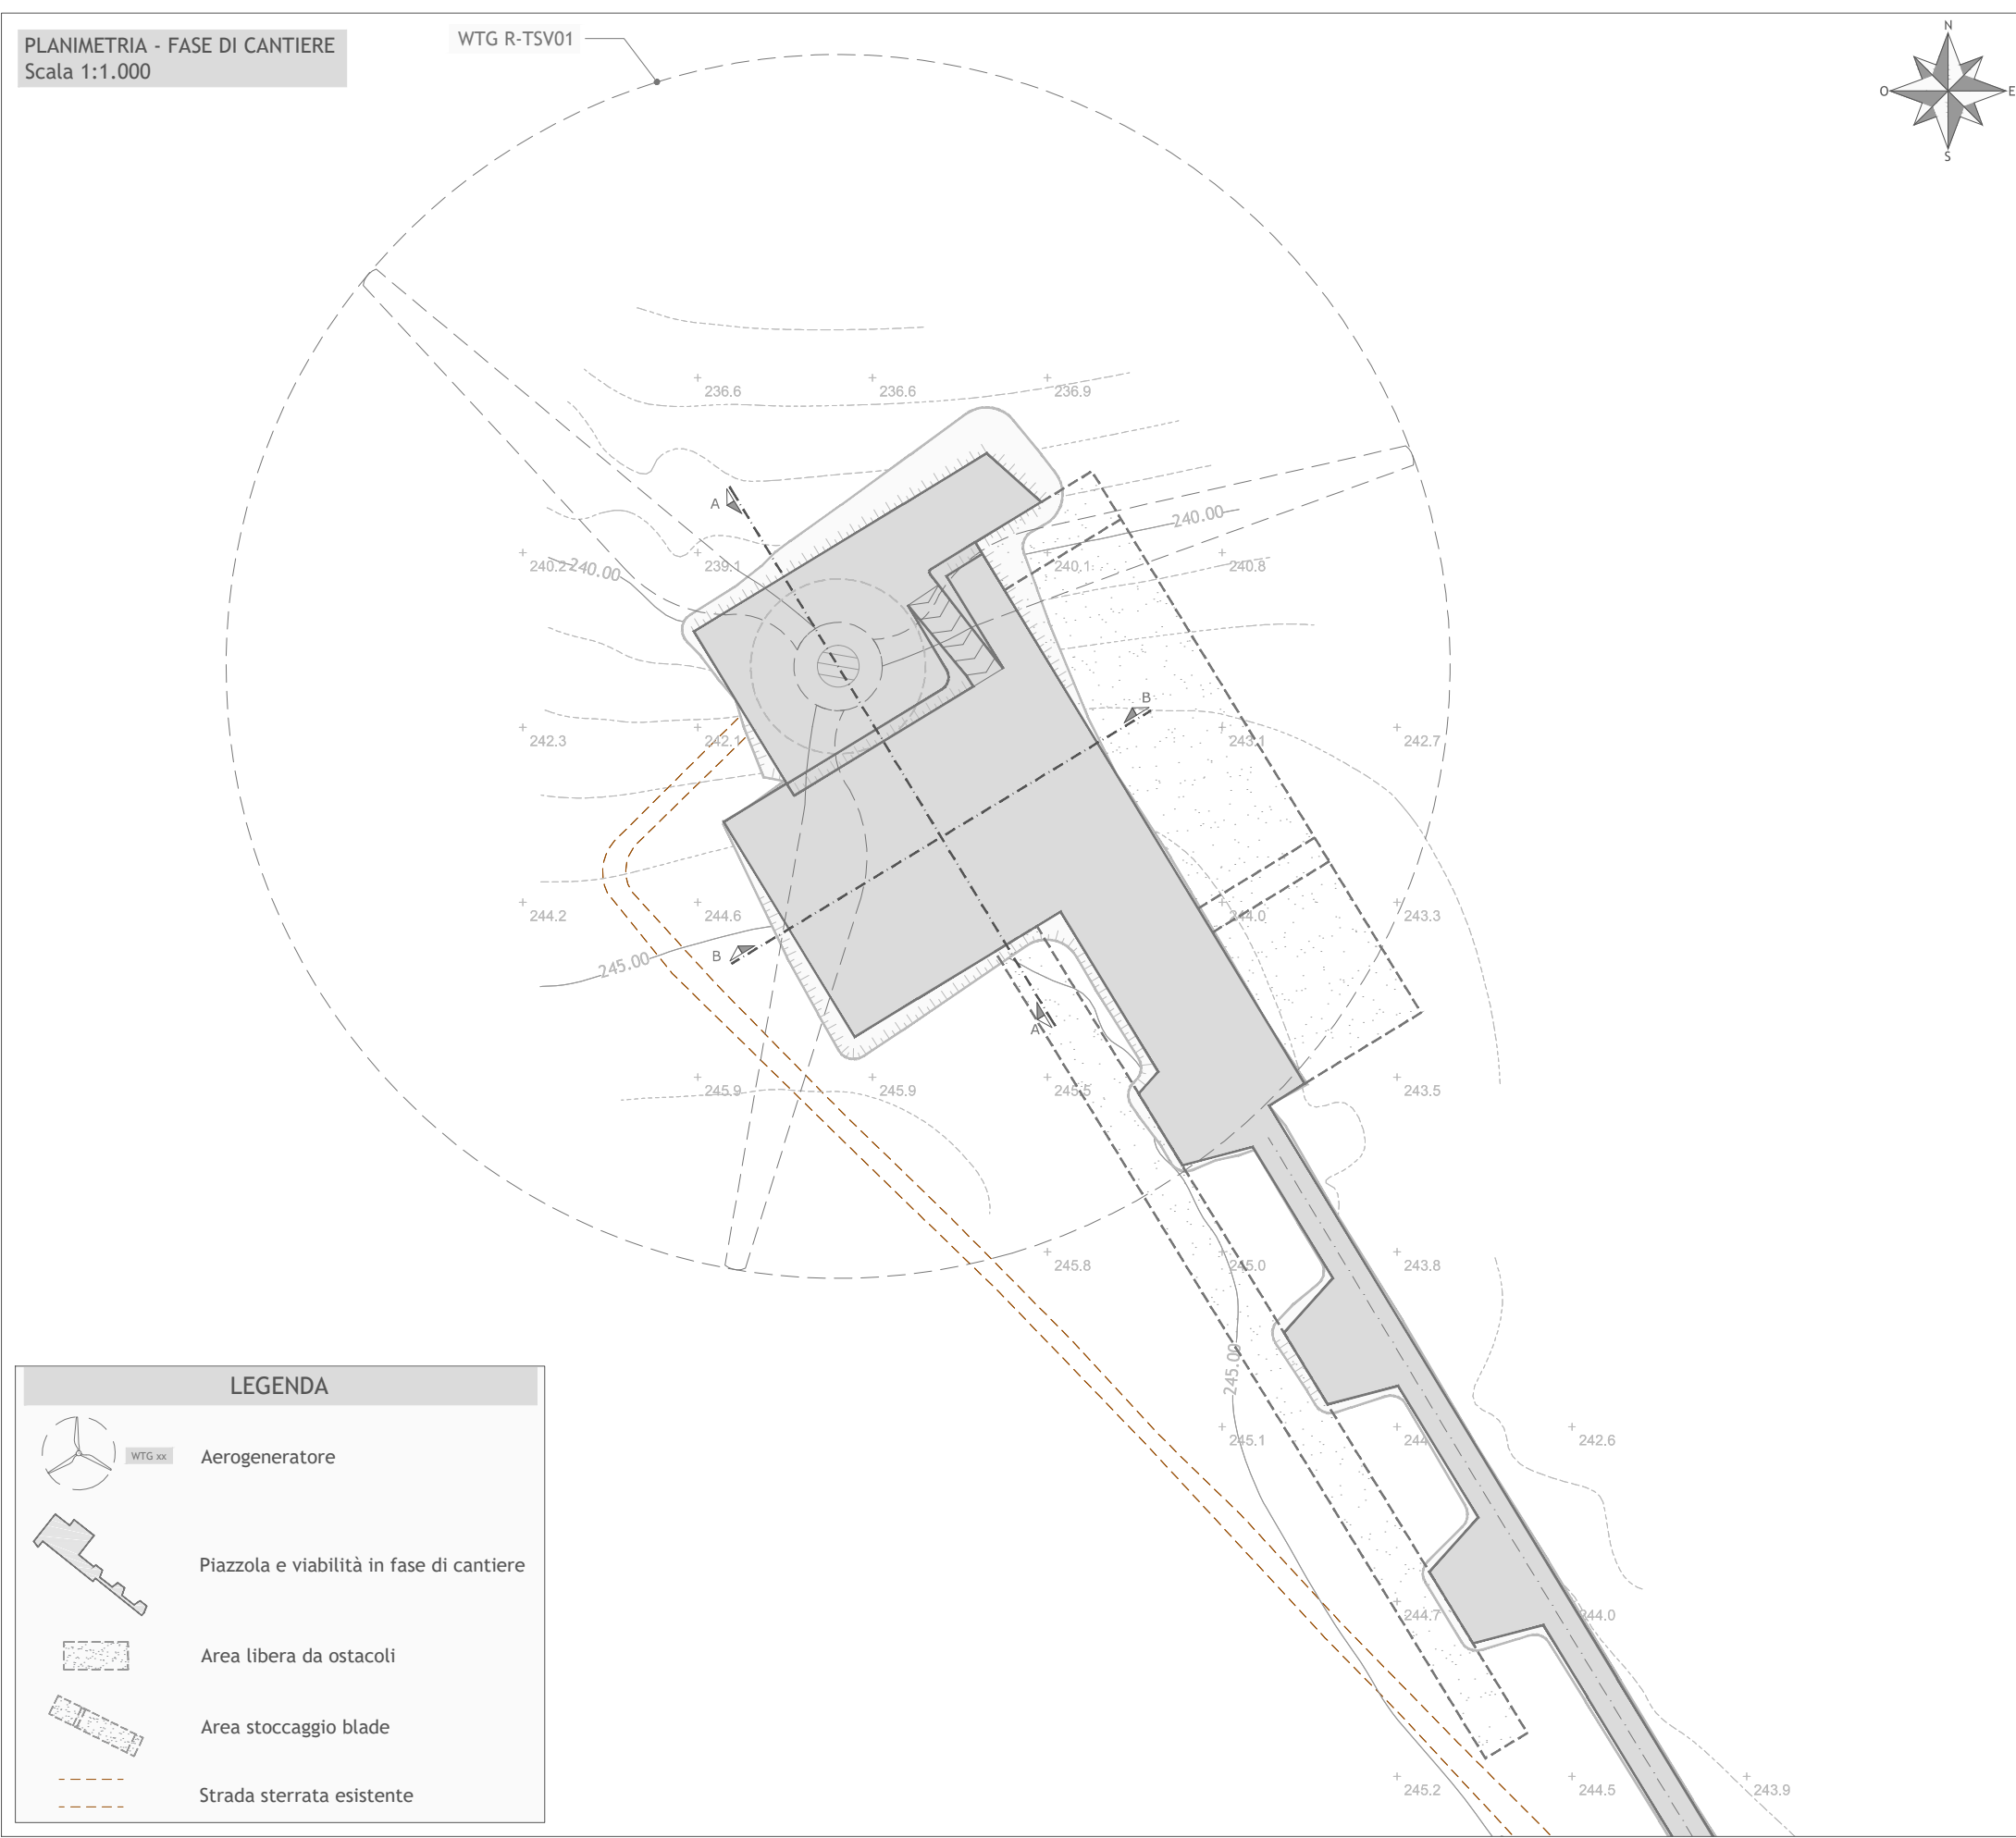 PLANIMETRIA - FASE DI CANTIERE
Scala 1:1.000
WTG R-TSV01
N
O
E
S
236.6
236.6
236.9
A
240.00
240.2
240.00
239.1
240.1
240.8
B
242.3
242.1
243.1
242.7
244.2
244.6
244.0
243.3
B
245.00
A
245.9
245.9
245.5
243.5
245.8
245.0
243.8
245.00
LEGENDA
WTG xx
Aerogeneratore
245.1
244
242.6
Piazzola e viabilità in fase di cantiere
244.7
244.0
Area libera da ostacoli
Area stoccaggio blade
Strada sterrata esistente
245.2
244.5
243.9